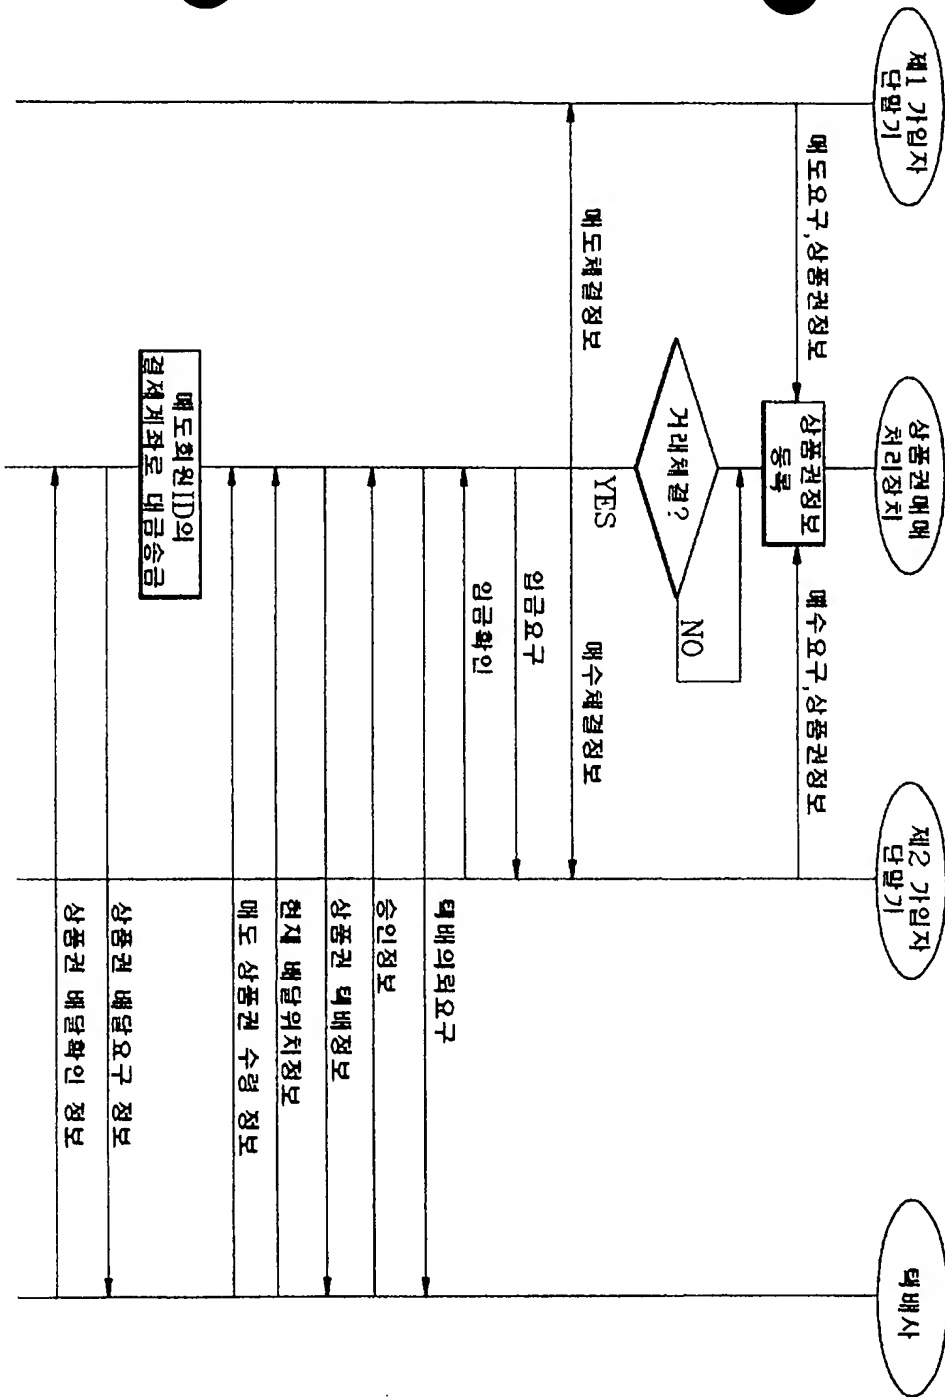 제1 가입자
단말기
상품권매매
처리장치
제2 가입자
단말기
택배사
매도요구,상품권정보
상품권정보
등록
매수요구,상품권정보
거래체결?
NO
YES
매도체결정보
매수체결정보
입금요구
입금확인
택배의뢰요구
승인정보
상품권 택배정보
현재 배달위치정보
매도 상품권 수령 정보
매도회원ID의
결제계좌로 대금송금
상품권 배달요구 정보
상품권 배달확인 정보